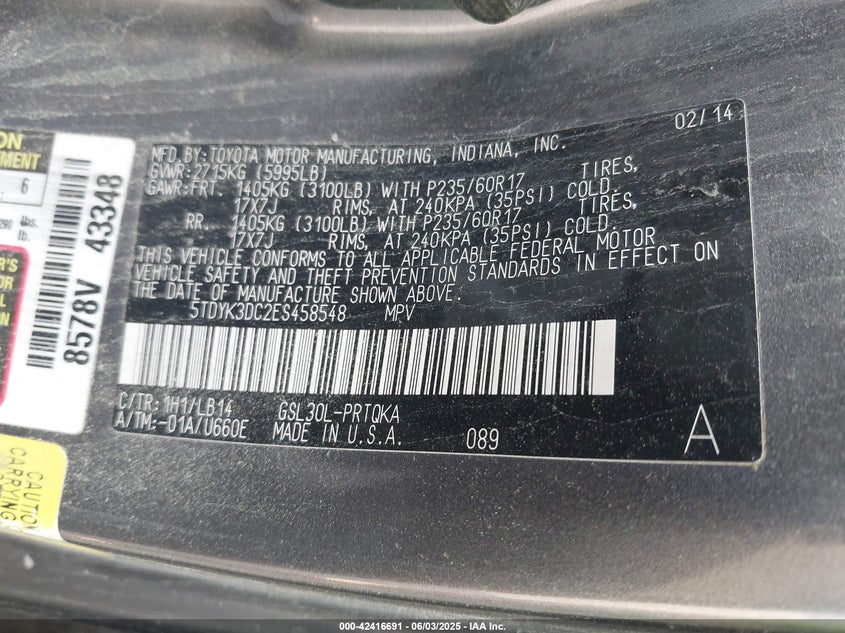 02/14
MFD.BY:TOYOTA MOTOR MANUFACTURING, INDIANA, INC.
GVWR:2715KG (5995LB)
GAWR:FRT. 1405KG (3100LB) WITH P235/60R17 TIRES,
17X7J RIMS, AT 240KPA (35PSI) COLD.
RR. 1405KG (3100LB) WITH P235/60R17 TIRES,
17X7J RIMS, AT 240KPA (35PSI) COLD.
THIS VEHICLE CONFORMS TO ALL APPLICABLE FEDERAL MOTOR
VEHICLE SAFETY AND THEFT PREVENTION STANDARDS IN EFFECT ON
THE DATE OF MANUFACTURE SHOWN ABOVE.
5TDYK3DC2ES458548 MPV
C/TR:1H1/LB14 GSL30L-PRTQKA
A/TM:-01A/U660E MADE IN U.S.A. 089 A
6
lbs.
lb.
8578V 43348
CAUTION
CARRYING
000-42416691 - 06/03/2025 - IAA Inc.